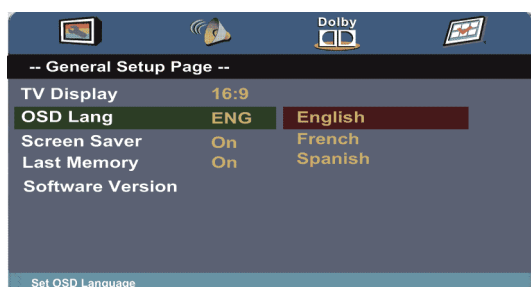 Dolby
-- General Setup Page --
TV Display 16:9
OSD Lang ENG English
Screen Saver On French
Last Memory On Spanish
Software Version
Set OSD Language